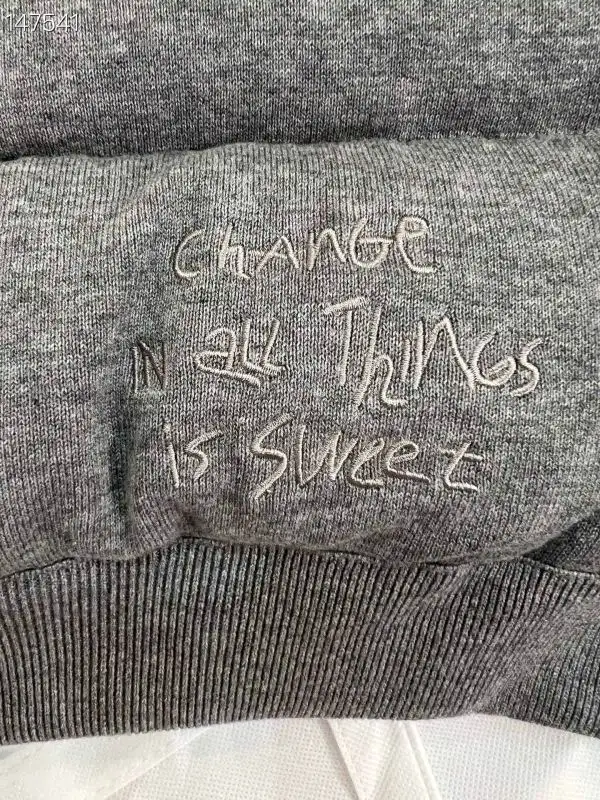 147541
CHANGE
IN all THINGS
is Sweet